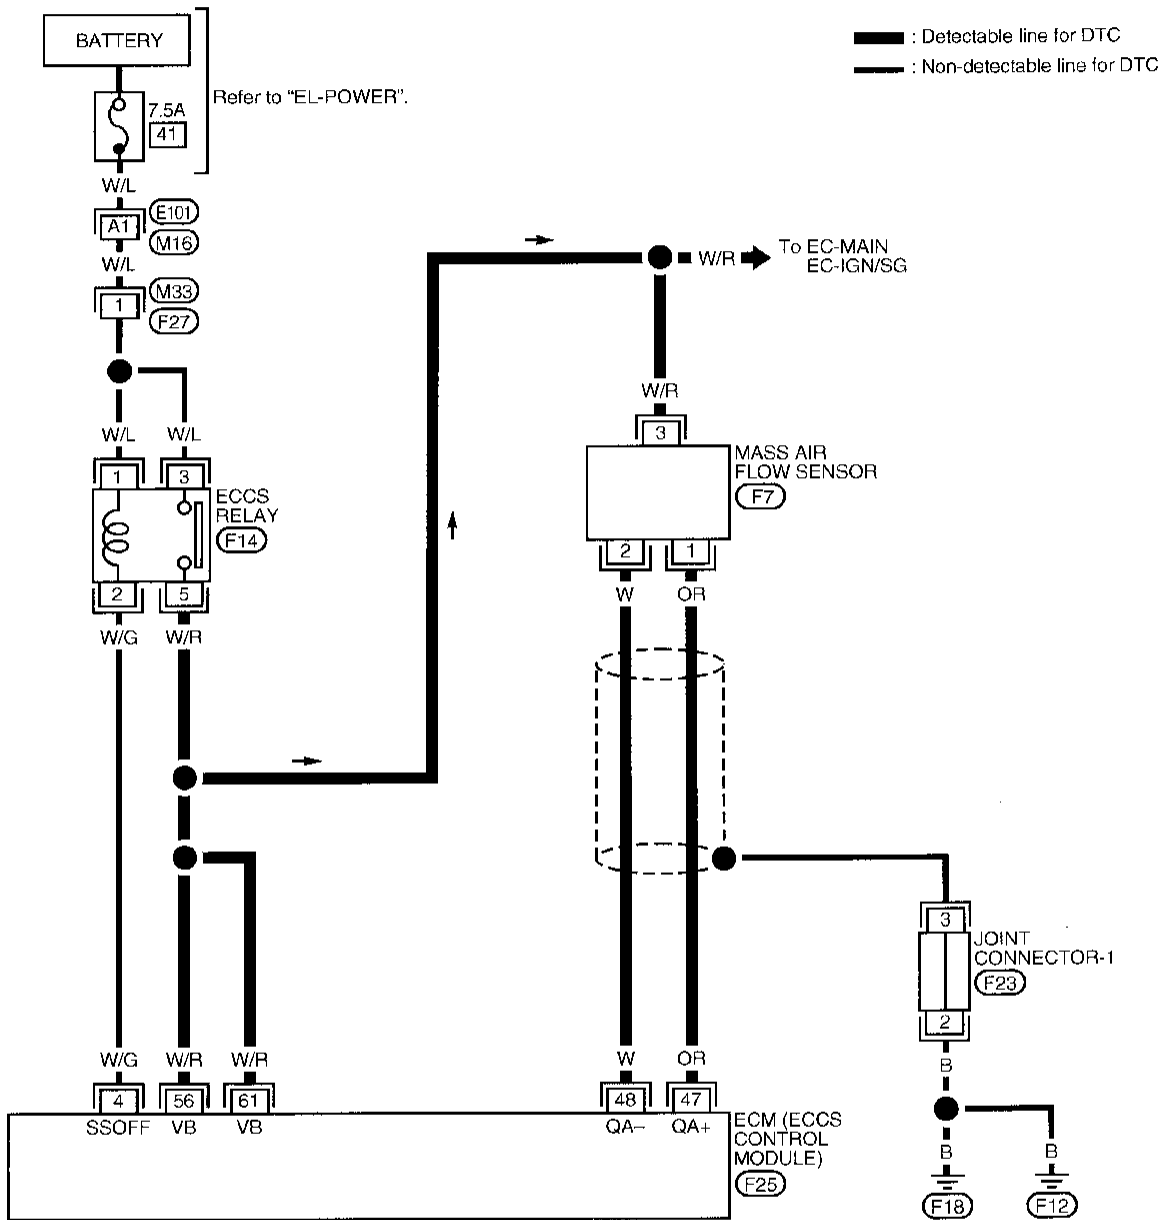 BATTERY
: Detectable line for DTC
: Non-detectable line for DTC
Refer to “EL-POWER”.
7.5A
41
W/L
A1
E101
M16
W/L
1
M33
F27
To EC-MAIN
EC-IGN/SG
W/R
W/R
W/L
W/L
1
3
ECCS
RELAY
F14
2
5
W/G
W/R
3
MASS AIR
FLOW SENSOR
F7
2
1
W
OR
3
JOINT
CONNECTOR-1
F23
2
B
W/G
W/R
W/R
W
OR
4
56
61
48
47
SSOFF
VB
VB
QA–
QA+
ECM (ECCS
CONTROL
MODULE)
F25
B
B
F18
F12